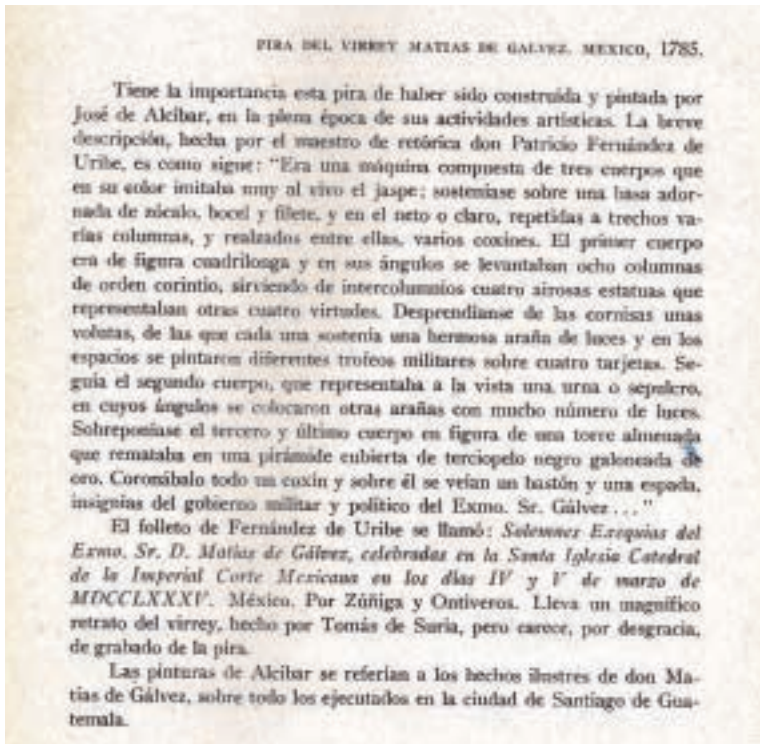 PIRA DEL VIRREY MATIAS DE GALVEZ. MEXICO, 1785.
Tiene la importancia esta pira de haber sido construída y pintada por
José de Alcíbar, en la plena época de sus actividades artísticas. La breve
descripción, hecha por el maestro de retórica don Patricio Fernández de
Uribe, es como sigue: "Era una máquina compuesta de tres cuerpos que
en su color imitaba muy al vivo el jaspe; sosteníase sobre una basa ador-
nada de zócalo, bocel y filete, y en el neto o claro, repetidas a trechos va-
rias columnas, y realzados entre ellas, varios coxines. El primer cuerpo
era de figura cuadrilonga y en sus ángulos se levantaban ocho columnas
de orden corintio, sirviendo de intercolumnios cuatro airosas estatuas que
representaban otras cuatro virtudes. Desprendíanse de las cornisas unas
volutas, de las que cada una sostenía una hermosa araña de luces y en los
espacios se pintaron diferentes trofeos militares sobre cuatro tarjetas. Se-
guía el segundo cuerpo, que representaba a la vista una urna o sepulcro,
en cuyos ángulos se colocaron otras arañas con mucho número de luces.
Sobreponíase el tercero y último cuerpo en figura de una torre almenada
que remataba en una pirámide cubierta de terciopelo negro galoneada de
oro. Coronábalo todo un coxín y sobre él se veían un bastón y una espada,
insignias del gobierno militar y político del Exmo. Sr. Gálvez..."
El folleto de Fernández de Uribe se llamó: Solemnes Exequias del
Exmo. Sr. D. Matías de Gálvez, celebradas en la Santa Iglesia Catedral
de la Imperial Corte Mexicana en los días IV y V de marzo de
MDCCLXXXV. México. Por Zúñiga y Ontiveros. Lleva un magnífico
retrato del virrey, hecho por Tomás de Suria, pero carece, por desgracia,
de grabado de la pira.
Las pinturas de Alcíbar se referían a los hechos ilustres de don Ma-
tías de Gálvez, sobre todo los ejecutados en la ciudad de Santiago de Gua-
temala.